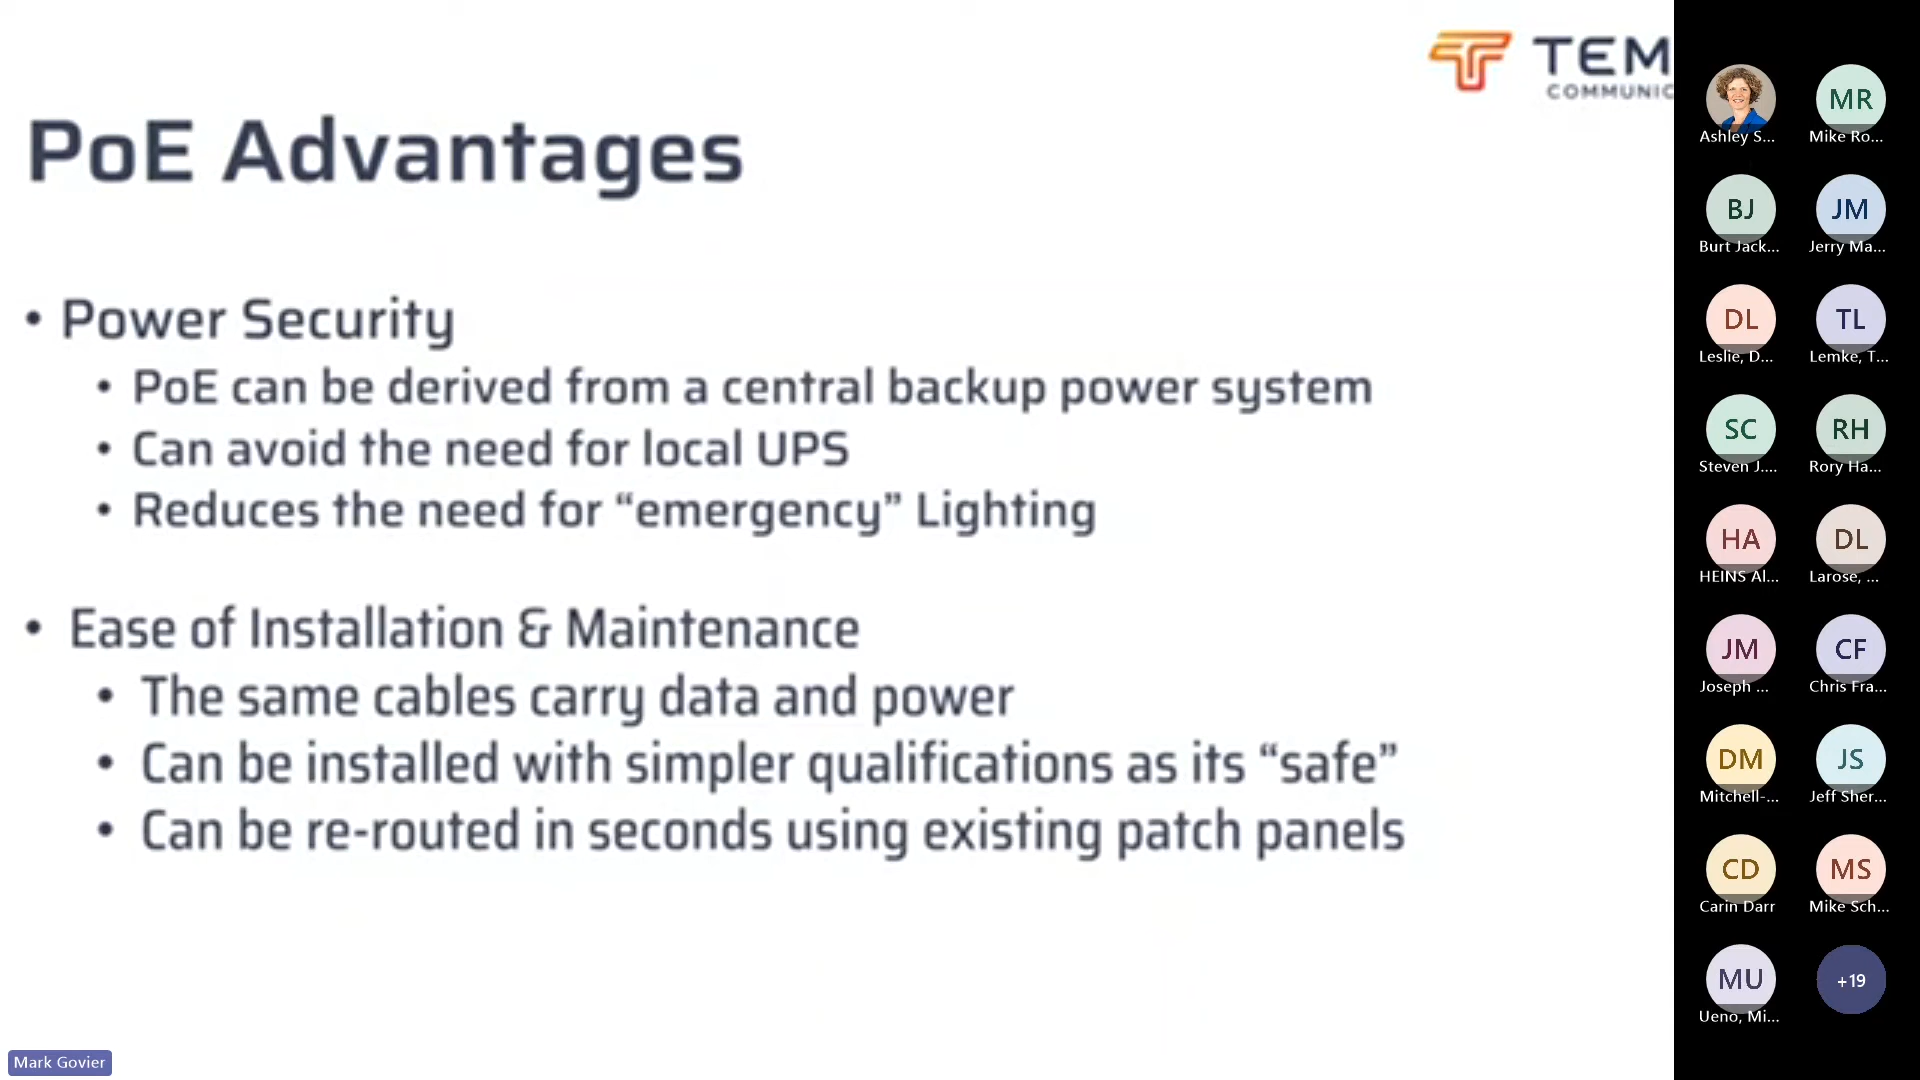 TEM
COMMUNIC
PoE Advantages
• Power Security
• PoE can be derived from a central backup power system
• Can avoid the need for local UPS
• Reduces the need for “emergency” Lighting
• Ease of Installation & Maintenance
• The same cables carry data and power
• Can be installed with simpler qualifications as its “safe”
• Can be re-routed in seconds using existing patch panels
Mark Govier
Ashley S...
MR
Mike Ro...
BJ
Burt Jack...
JM
Jerry Ma...
DL
Leslie, D...
TL
Lemke, T...
SC
Steven J....
RH
Rory Ha...
HA
HEINS Al...
DL
Larose, ...
JM
Joseph ...
CF
Chris Fra...
DM
Mitchell-...
JS
Jeff Sher...
CD
Carin Darr
MS
Mike Sch...
MU
Ueno, Mi...
+19